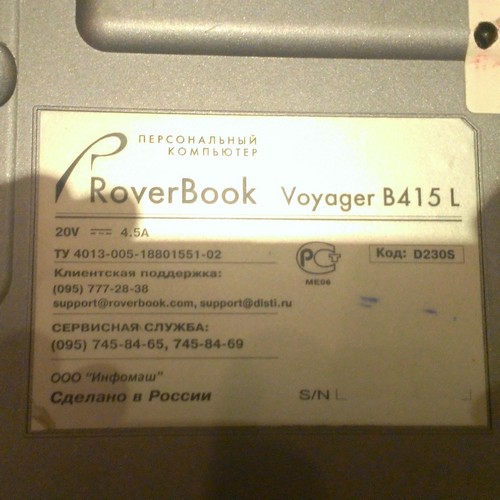 ПЕРСОНАЛЬНЫЙ
КОМПЬЮТЕР
RoverBook Voyager B415 L
20V 4.5A
ТУ 4013-005-18801551-02
Клиентская поддержка:
(095) 777-28-38
support@roverbook.com, support@disti.ru
СЕРВИСНАЯ СЛУЖБА:
(095) 745-84-65, 745-84-69
ООО "Инфомаш"
Сделано в России
РСТ
МЕ06
Код: D230S
S/N